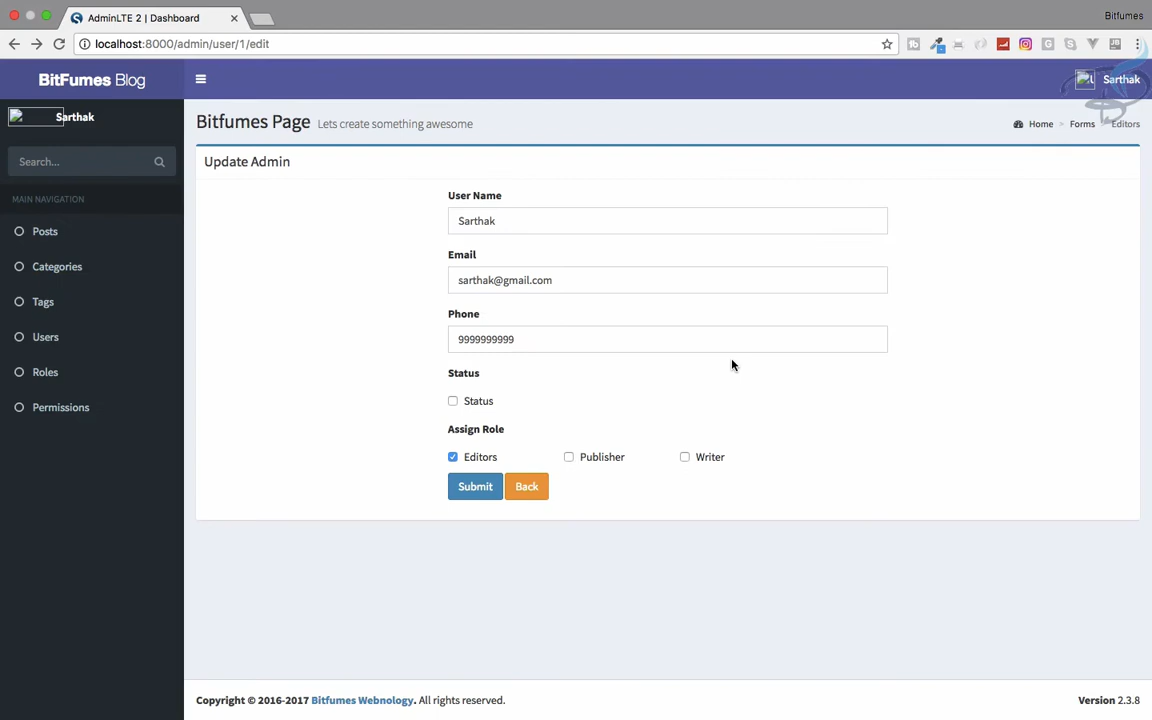 AdminLTE 2 | Dashboard
Bitfumes
localhost:8000/admin/user/1/edit
BitFumes Blog
Sarthak
Sarthak
Bitfumes Page Lets create something awesome
Home > Forms > Editors
Search...
Update Admin
MAIN NAVIGATION
Posts
Categories
Tags
Users
Roles
Permissions
User Name
Sarthak
Email
sarthak@gmail.com
Phone
9999999999
Status
Status
Assign Role
Editors Publisher Writer
Submit Back
Copyright © 2016-2017 Bitfumes Webnology. All rights reserved.
Version 2.3.8